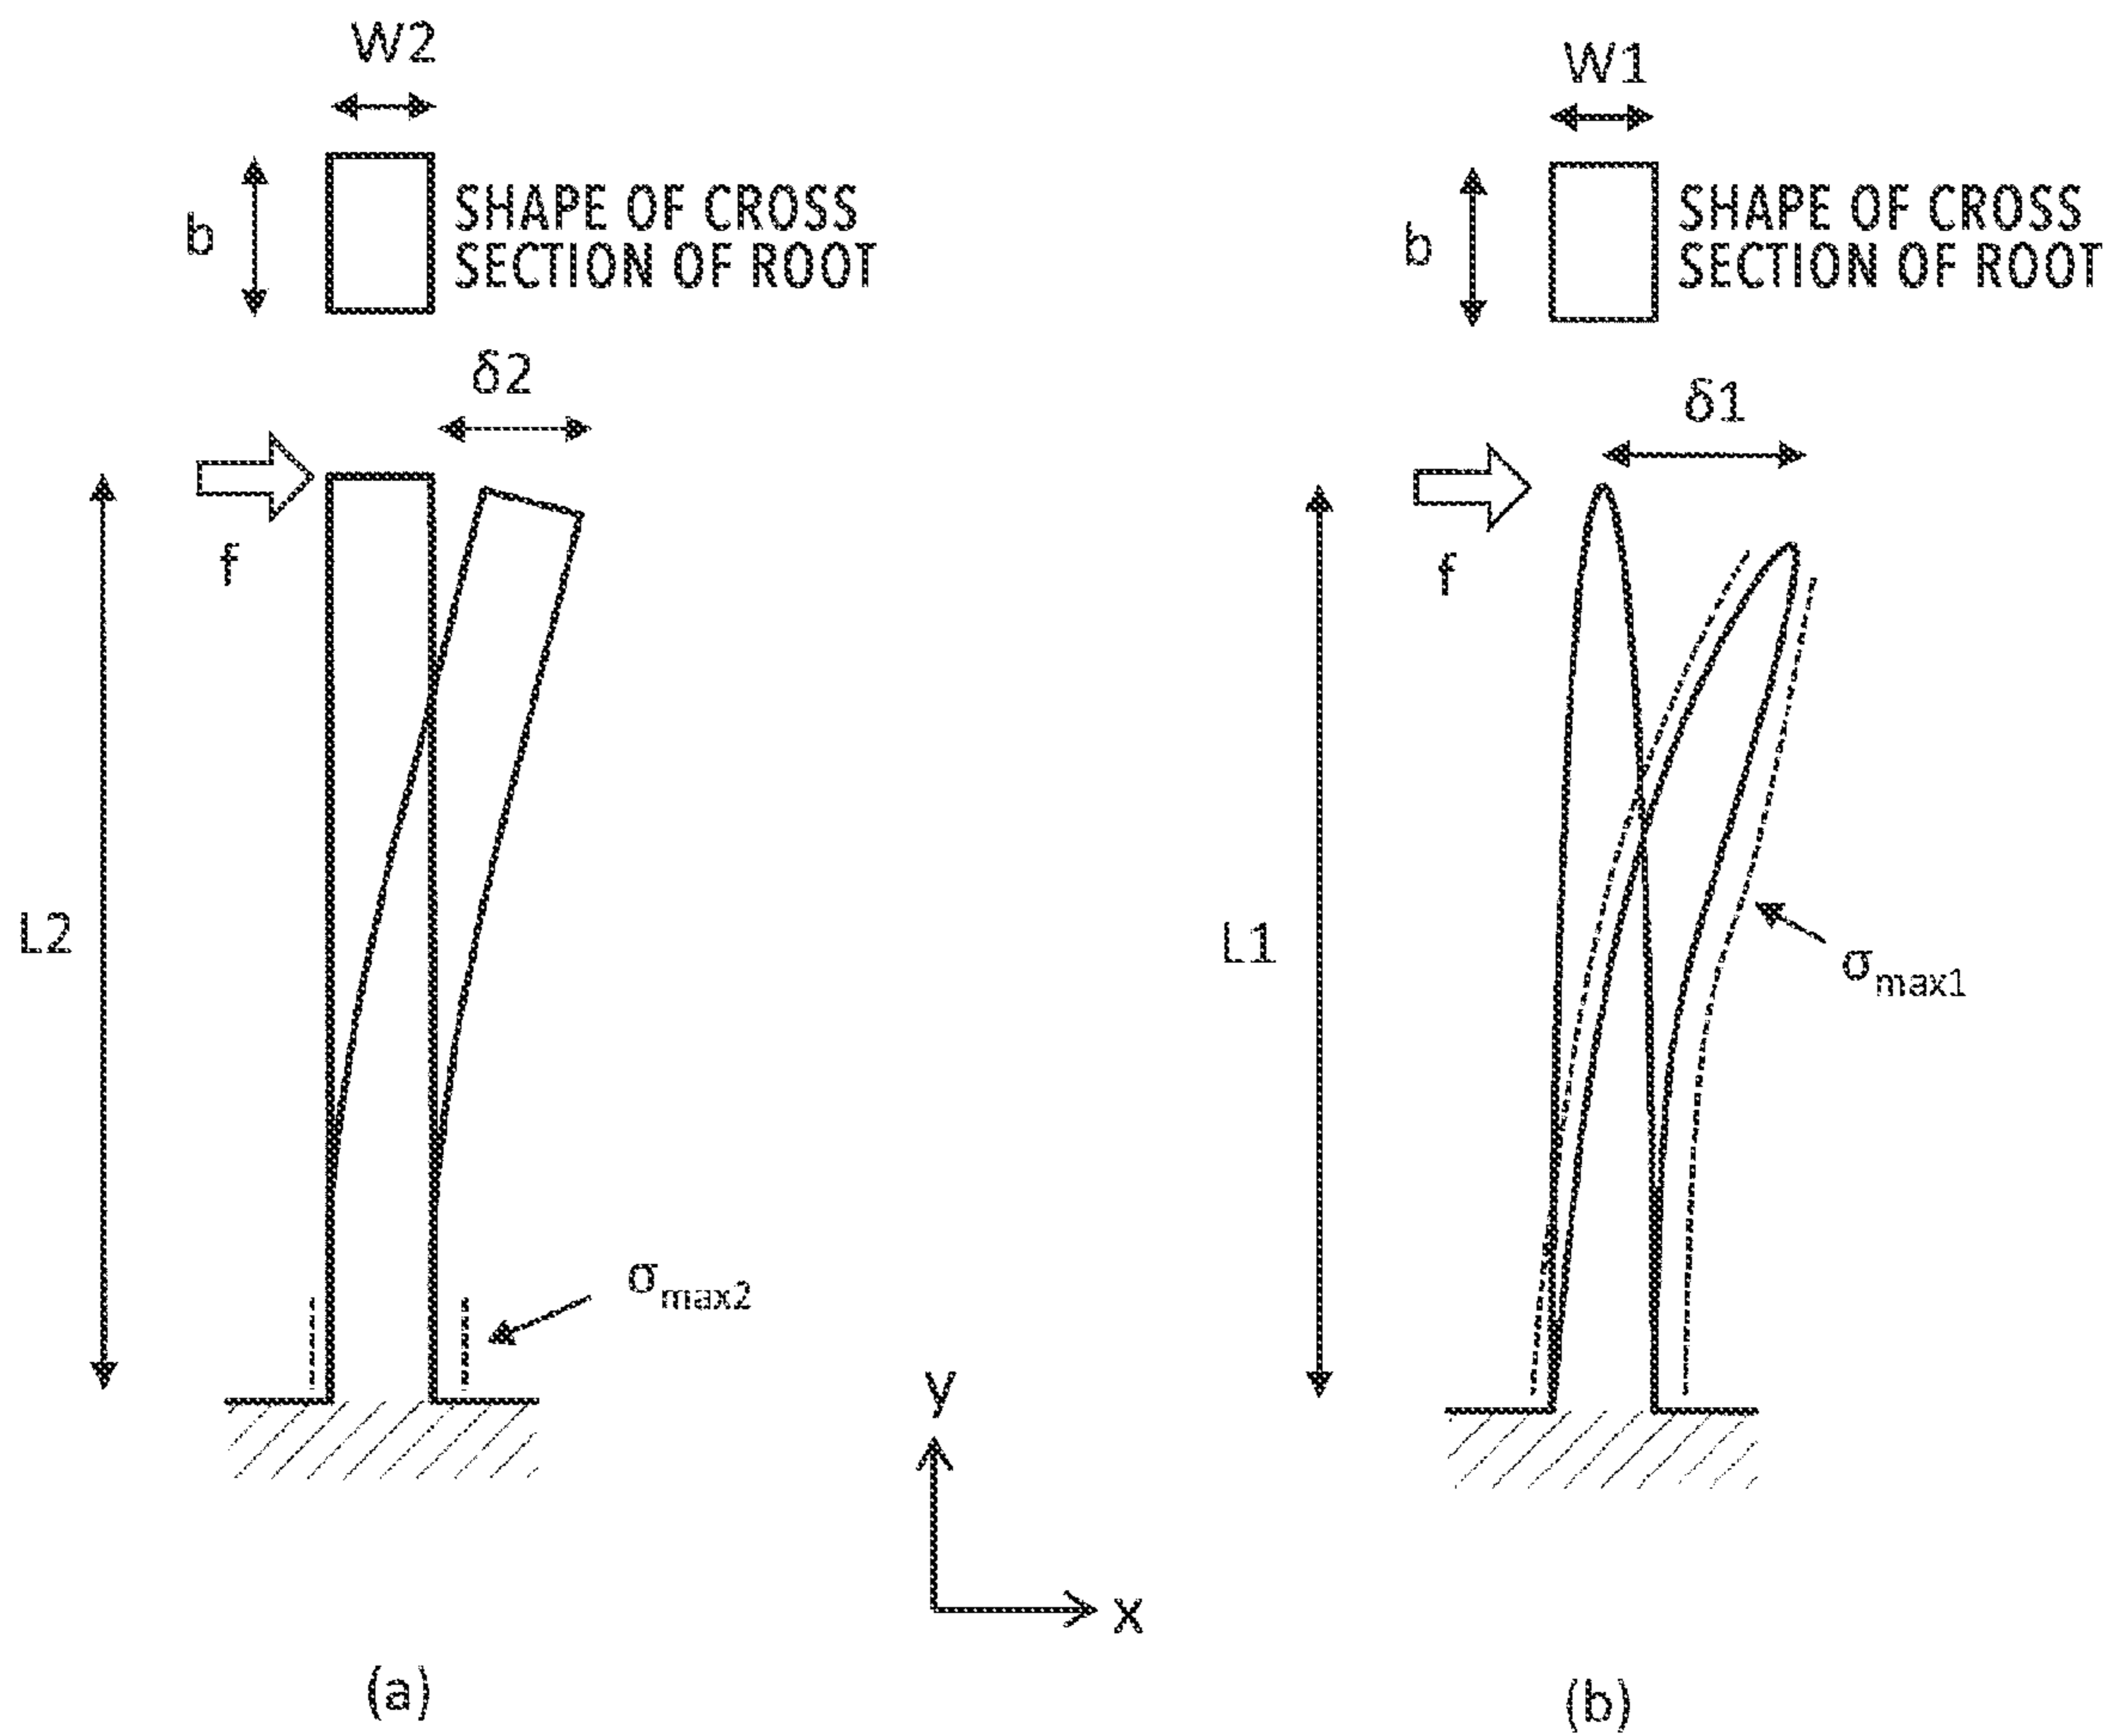 W2
b
SHAPE OF CROSS
SECTION OF ROOT
δ2
f
L2
σmax2
(a)
y
x
W1
b
SHAPE OF CROSS
SECTION OF ROOT
δ1
f
L1
σmax1
(b)